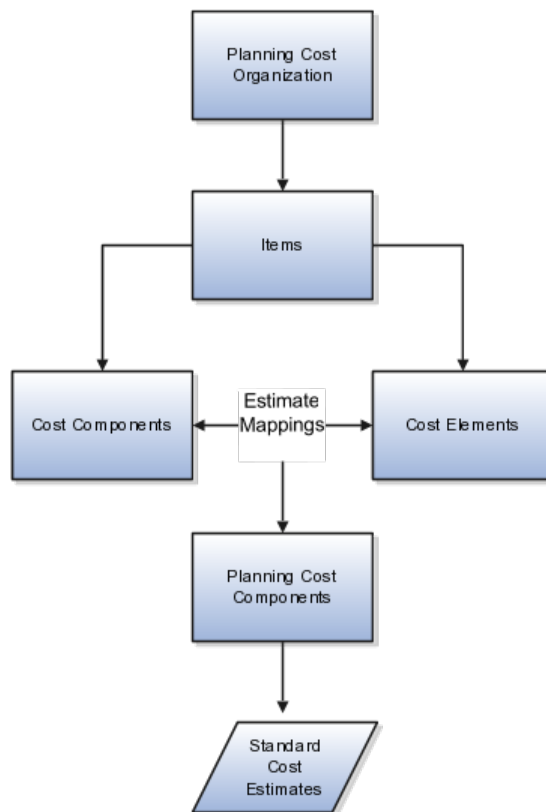 Planning Cost
Organization
Items
Cost Components
Estimate
Mappings
Cost Elements
Planning Cost
Components
Standard
Cost
Estimates